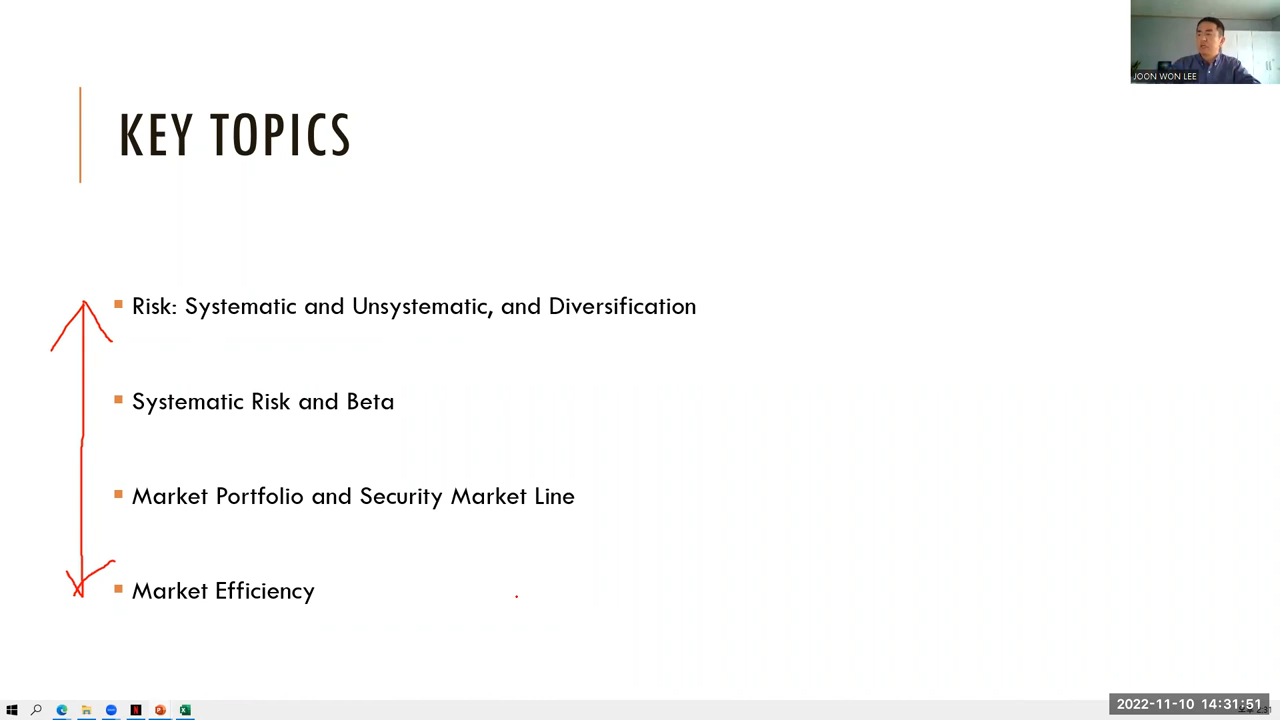 JOON WON LEE
KEY TOPICS
Risk: Systematic and Unsystematic, and Diversification
Systematic Risk and Beta
Market Portfolio and Security Market Line
Market Efficiency
2022-11-10 14:31:51